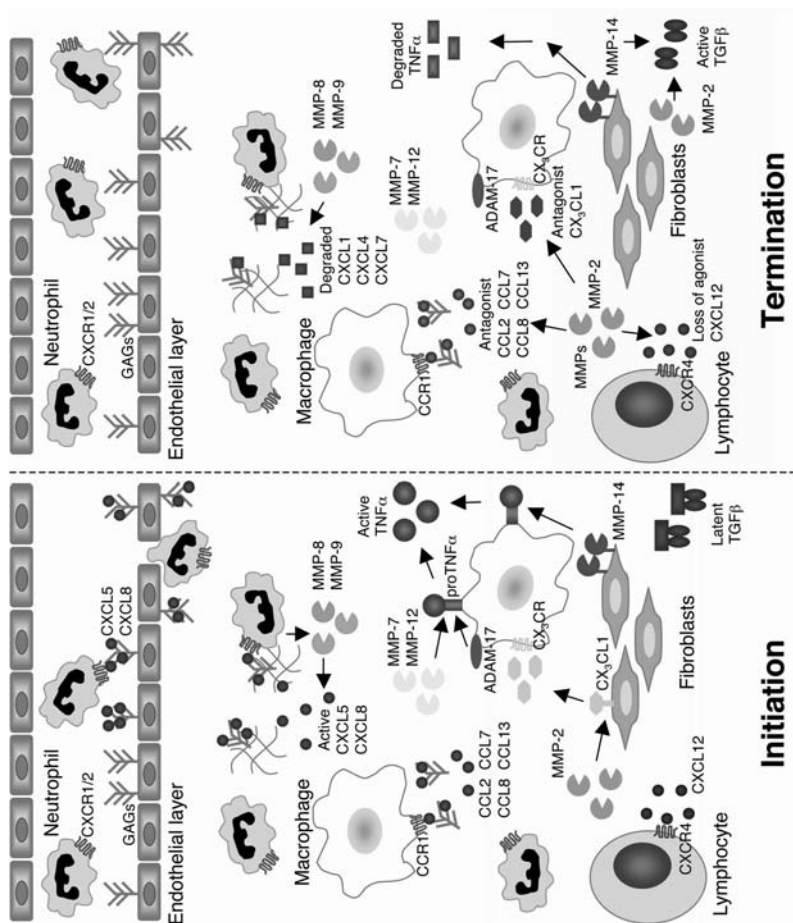 Neutrophil
CXCR1/2
GAGs
Endothelial layer
CXCL5
CXCL8
MMP-8
MMP-9
Active
CXCL5
CXCL8
Macrophage
CCR1
CCL2 CCL7
CCL8 CCL13
MMP-7
MMP-12
ADAM-17
proTNFα
Active
TNFα
CX3CR
CX3CL1
MMP-2
MMP-14
Fibroblasts
Latent
TGFβ
CXCR4
CXCL12
Lymphocyte
Initiation
Neutrophil
CXCR1/2
GAGs
Endothelial layer
MMP-8
MMP-9
Degraded
CXCL1
CXCL4
CXCL7
Macrophage
CCR1
Antagonist
CCL2 CCL7
CCL8 CCL13
MMP-7
MMP-12
ADAM-17
Degraded
TNFα
CX3CR
Antagonist
CX3CL1
MMP-2
MMPs
MMP-14
Active
TGFβ
MMP-2
Fibroblasts
CXCR4
Loss of agonist
CXCL12
Lymphocyte
Termination